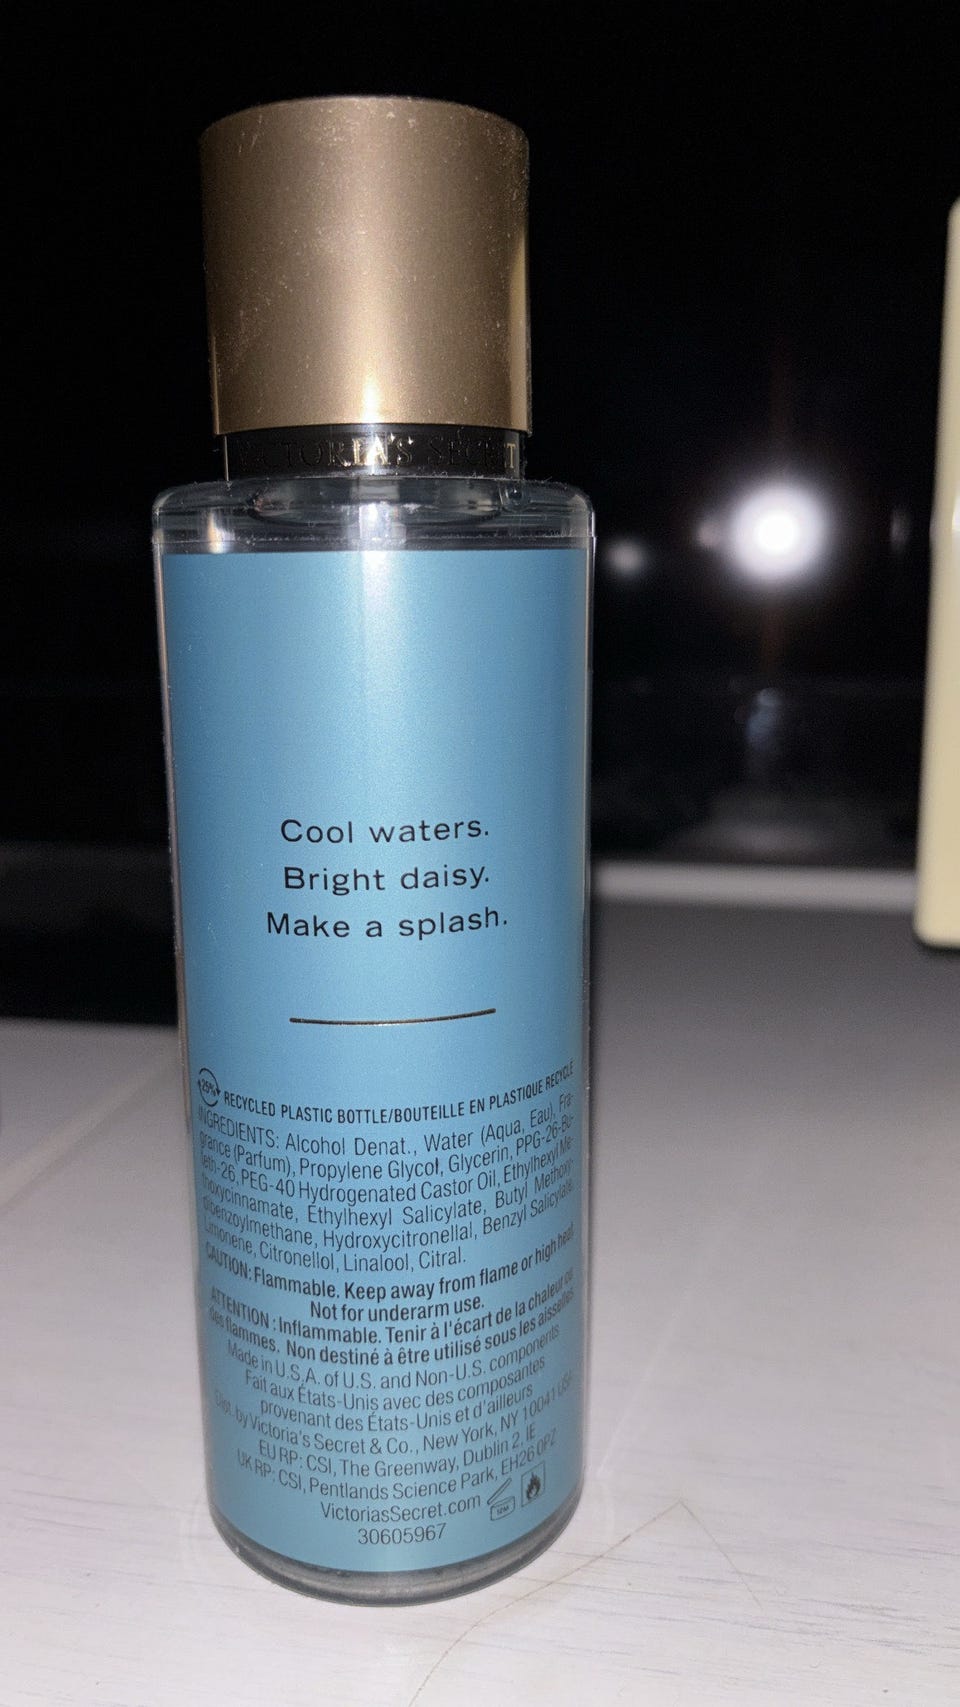 VICTORIA'S SECRET
Cool waters.
Bright daisy.
Make a splash.
25% RECYCLED PLASTIC BOTTLE/BOUTEILLE EN PLASTIQUE RECYCLÉ
INGREDIENTS: Alcohol Denat., Water (Aqua, Eau), Fra-
grance (Parfum), Propylene Glycol, Glycerin, PPG-26-Bu-
teth-26, PEG-40 Hydrogenated Castor Oil, Ethylhexyl Me-
thoxycinnamate, Ethylhexyl Salicylate, Butyl Methoxy-
dibenzoylmethane, Hydroxycitronellal, Benzyl Salicylate,
Limonene, Citronellol, Linalool, Citral.
CAUTION: Flammable. Keep away from flame or high heat.
Not for underarm use.
ATTENTION : Inflammable. Tenir à l'écart de la chaleur ou
des flammes. Non destiné à être utilisé sous les aisselles
Made in U.S.A. of U.S. and Non-U.S. components
Fait aux États-Unis avec des composantes
provenant des États-Unis et d'ailleurs
Dist. by Victoria's Secret & Co., New York, NY 10041 USA
EU RP: CSI, The Greenway, Dublin 2, IE
UK RP: CSI, Pentlands Science Park, EH26 0PZ
VictoriasSecret.com 12M
30605967